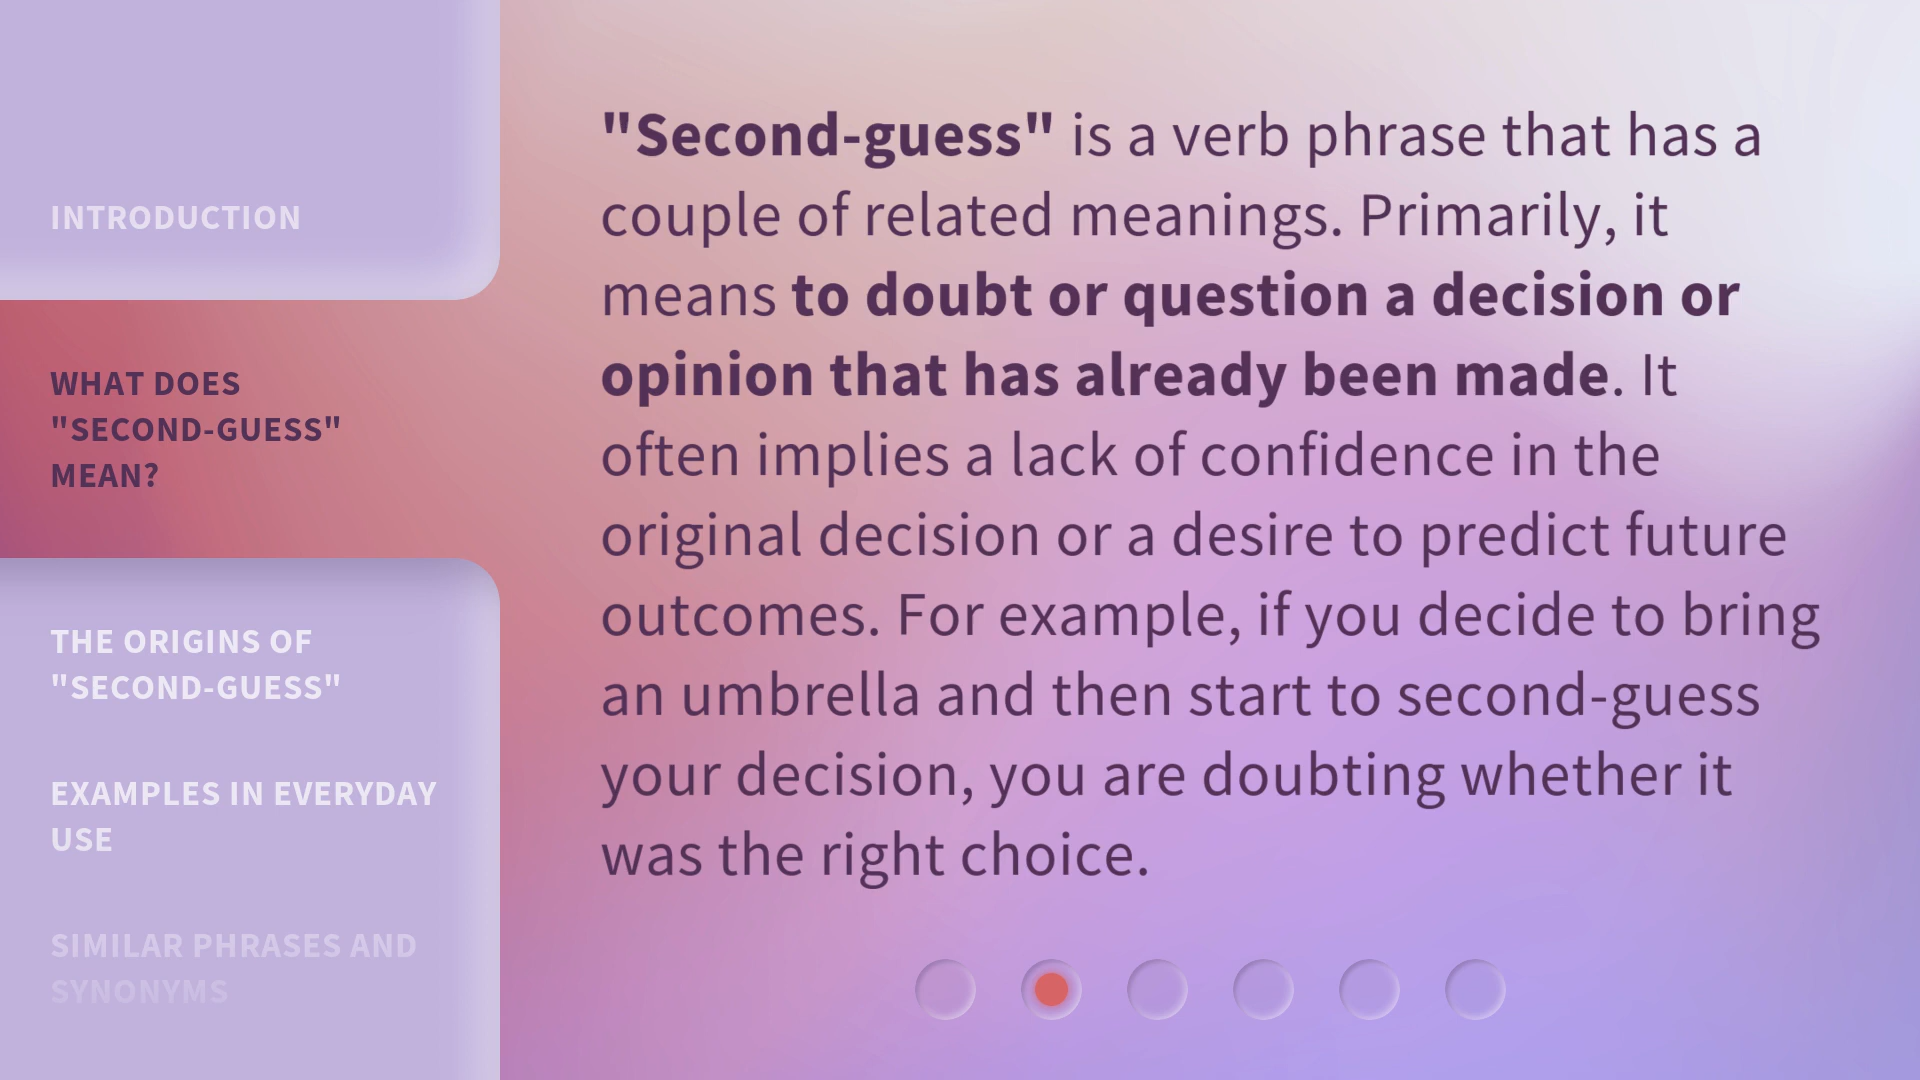 INTRODUCTION
WHAT DOES
"SECOND-GUESS"
MEAN?
THE ORIGINS OF
"SECOND-GUESS"
EXAMPLES IN EVERYDAY
USE
SIMILAR PHRASES AND
SYNONYMS
"Second-guess" is a verb phrase that has a
couple of related meanings. Primarily, it
means to doubt or question a decision or
opinion that has already been made. It
often implies a lack of confidence in the
original decision or a desire to predict future
outcomes. For example, if you decide to bring
an umbrella and then start to second-guess
your decision, you are doubting whether it
was the right choice.